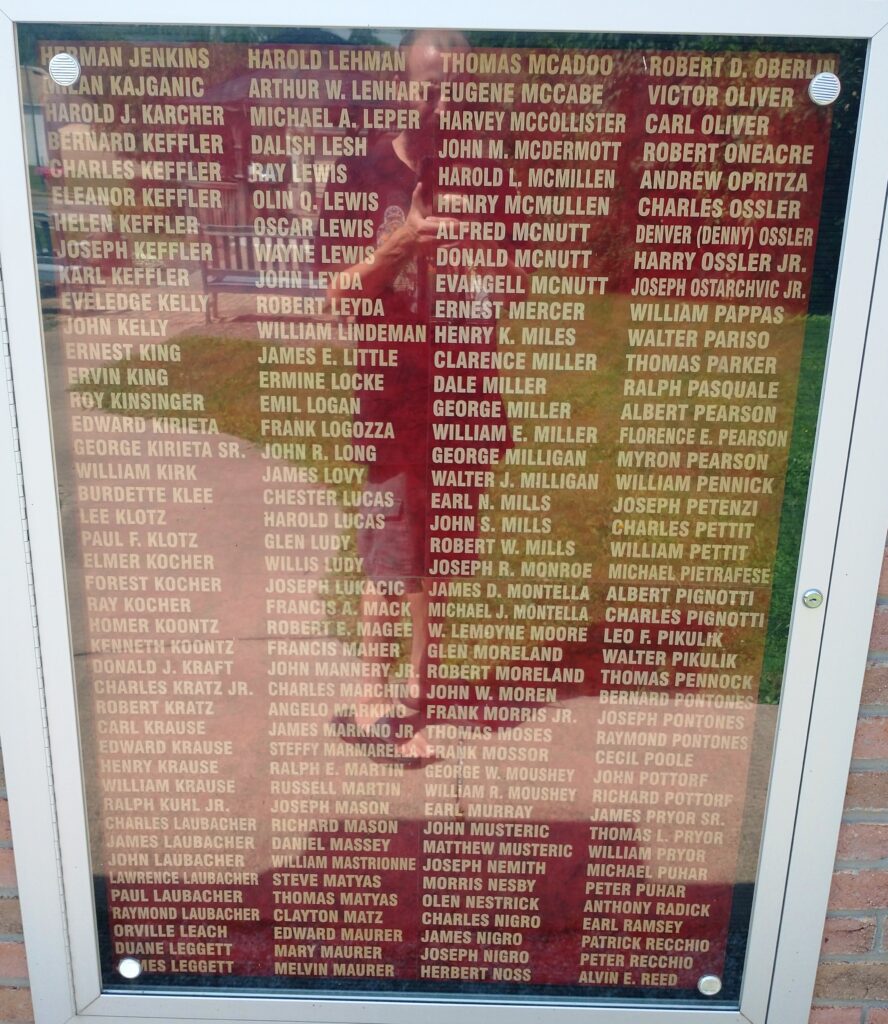 HERMAN JENKINS
MILAN KAJGANIC
HAROLD J. KARCHER
BERNARD KEFFLER
CHARLES KEFFLER
ELEANOR KEFFLER
HELEN KEFFLER
JOSEPH KEFFLER
KARL KEFFLER
EVELEDGE KELLY
JOHN KELLY
ERNEST KING
ERVIN KING
ROY KINSINGER
EDWARD KIRIETA
GEORGE KIRIETA SR.
WILLIAM KIRK
BURDETTE KLEE
LEE KLOTZ
PAUL F. KLOTZ
ELMER KOCHER
FOREST KOCHER
RAY KOCHER
HOMER KOONTZ
KENNETH KOONTZ
DONALD J. KRAFT
CHARLES KRATZ JR.
ROBERT KRATZ
CARL KRAUSE
EDWARD KRAUSE
HENRY KRAUSE
WILLIAM KRAUSE
RALPH KUHL JR.
CHARLES LAUBACHER
JAMES LAUBACHER
JOHN LAUBACHER
LAWRENCE LAUBACHER
PAUL LAUBACHER
RAYMOND LAUBACHER
ORVILLE LEACH
DUANE LEGGETT
JAMES LEGGETT
HAROLD LEHMAN
ARTHUR W. LENHART
MICHAEL A. LEPER
DALISH LESH
RAY LEWIS
OLIN Q. LEWIS
OSCAR LEWIS
WAYNE LEWIS
JOHN LEYDA
ROBERT LEYDA
WILLIAM LINDEMAN
JAMES E. LITTLE
ERMINE LOCKE
EMIL LOGAN
FRANK LOGOZZA
JOHN R. LONG
JAMES LOVY
CHESTER LUCAS
HAROLD LUCAS
GLEN LUDY
WILLIS LUDY
JOSEPH LUKACIC
FRANCIS A. MACK
ROBERT E. MAGEE
FRANCIS MAHER
JOHN MANNERY JR.
CHARLES MARCHINO
ANGELO MARKINO
JAMES MARKINO JR.
STEFFY MARMARELLA
RALPH E. MARTIN
RUSSELL MARTIN
JOSEPH MASON
RICHARD MASON
DANIEL MASSEY
WILLIAM MASTRIONNE
STEVE MATYAS
THOMAS MATYAS
CLAYTON MATZ
EDWARD MAURER
MARY MAURER
MELVIN MAURER
THOMAS MCADOO
EUGENE MCCABE
HARVEY MCCOLLISTER
JOHN M. MCDERMOTT
HAROLD L. MCMILLEN
HENRY MCMULLEN
ALFRED MCNUTT
DONALD MCNUTT
EVANGELL MCNUTT
ERNEST MERCER
HENRY K. MILES
CLARENCE MILLER
DALE MILLER
GEORGE MILLER
WILLIAM E. MILLER
GEORGE MILLIGAN
WALTER J. MILLIGAN
EARL N. MILLS
JOHN S. MILLS
ROBERT W. MILLS
JOSEPH R. MONROE
JAMES D. MONTELLA
MICHAEL J. MONTELLA
W. LEMOYNE MOORE
GLEN MORELAND
ROBERT MORELAND
JOHN W. MOREN
FRANK MORRIS JR.
THOMAS MOSES
FRANK MOSSOR
GEORGE W. MOUSHEY
WILLIAM R. MOUSHEY
EARL MURRAY
JOHN MUSTERIC
MATTHEW MUSTERIC
JOSEPH NEMITH
MORRIS NESBY
OLEN NESTRICK
CHARLES NIGRO
JAMES NIGRO
JOSEPH NIGRO
HERBERT NOSS
ROBERT D. OBERLIN
VICTOR OLIVER
CARL OLIVER
ROBERT ONEACRE
ANDREW OPRITZA
CHARLES OSSLER
DENVER (DENNY) OSSLER
HARRY OSSLER JR.
JOSEPH OSTARCHVIC JR.
WILLIAM PAPPAS
WALTER PARISO
THOMAS PARKER
RALPH PASQUALE
ALBERT PEARSON
FLORENCE E. PEARSON
MYRON PEARSON
WILLIAM PENNICK
JOSEPH PETENZI
CHARLES PETTIT
WILLIAM PETTIT
MICHAEL PIETRAFESE
ALBERT PIGNOTTI
CHARLES PIGNOTTI
LEO F. PIKULIK
WALTER PIKULIK
THOMAS PENNOCK
BERNARD PONTONES
JOSEPH PONTONES
RAYMOND PONTONES
CECIL POOLE
JOHN POTTORF
RICHARD POTTORF
JAMES PRYOR SR.
THOMAS L. PRYOR
WILLIAM PRYOR
MICHAEL PUHAR
PETER PUHAR
ANTHONY RADICK
EARL RAMSEY
PATRICK RECCHIO
PETER RECCHIO
ALVIN E. REED